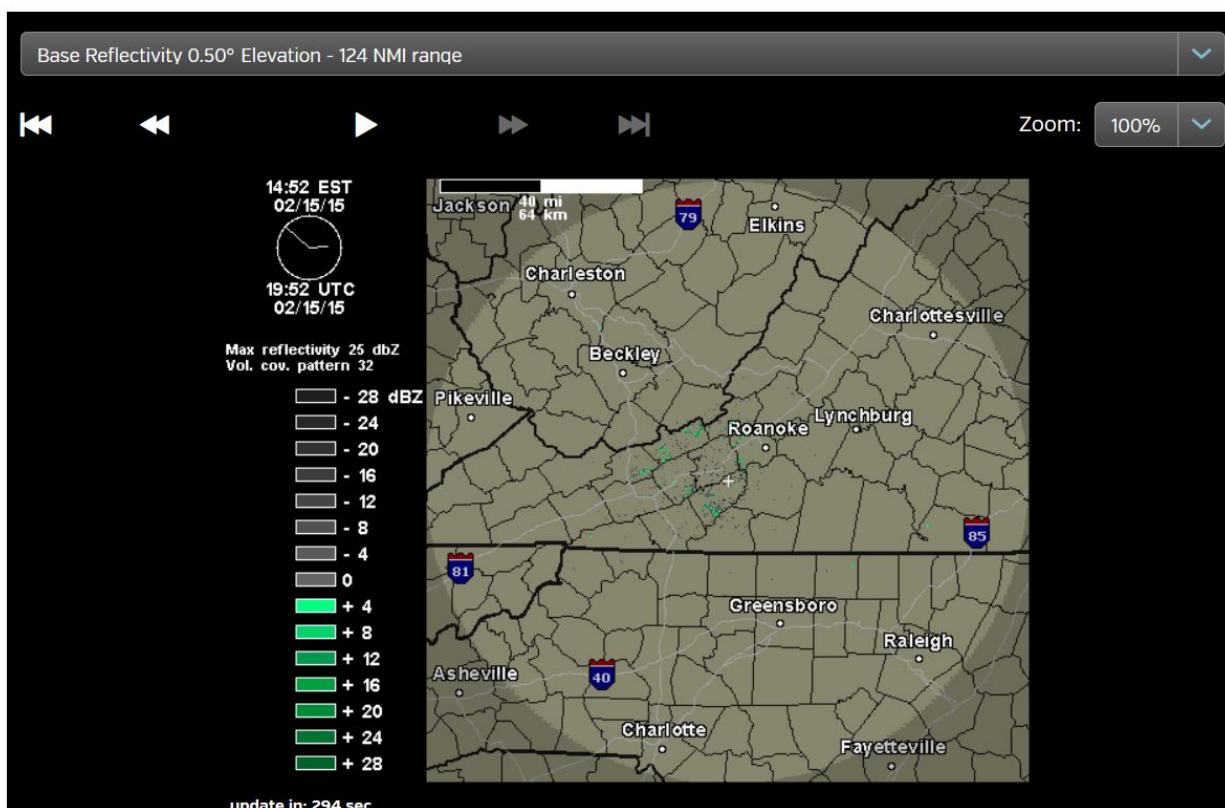 Base Reflectivity 0.50° Elevation - 124 NMI range
Zoom: 100%
14:52 EST
02/15/15
19:52 UTC
02/15/15
Max reflectivity 25 dbZ
Vol. cov. pattern 32
- 28 dBZ
- 24
- 20
- 16
- 12
- 8
- 4
0
+ 4
+ 8
+ 12
+ 16
+ 20
+ 24
+ 28
update in: 294 sec
40 mi
64 km
Jackson
79
Elkins
Charleston
Charlottesville
Beckley
Pikeville
Lynchburg
Roanoke
85
81
Greensboro
Raleigh
Asheville
40
Charlotte
Fayetteville